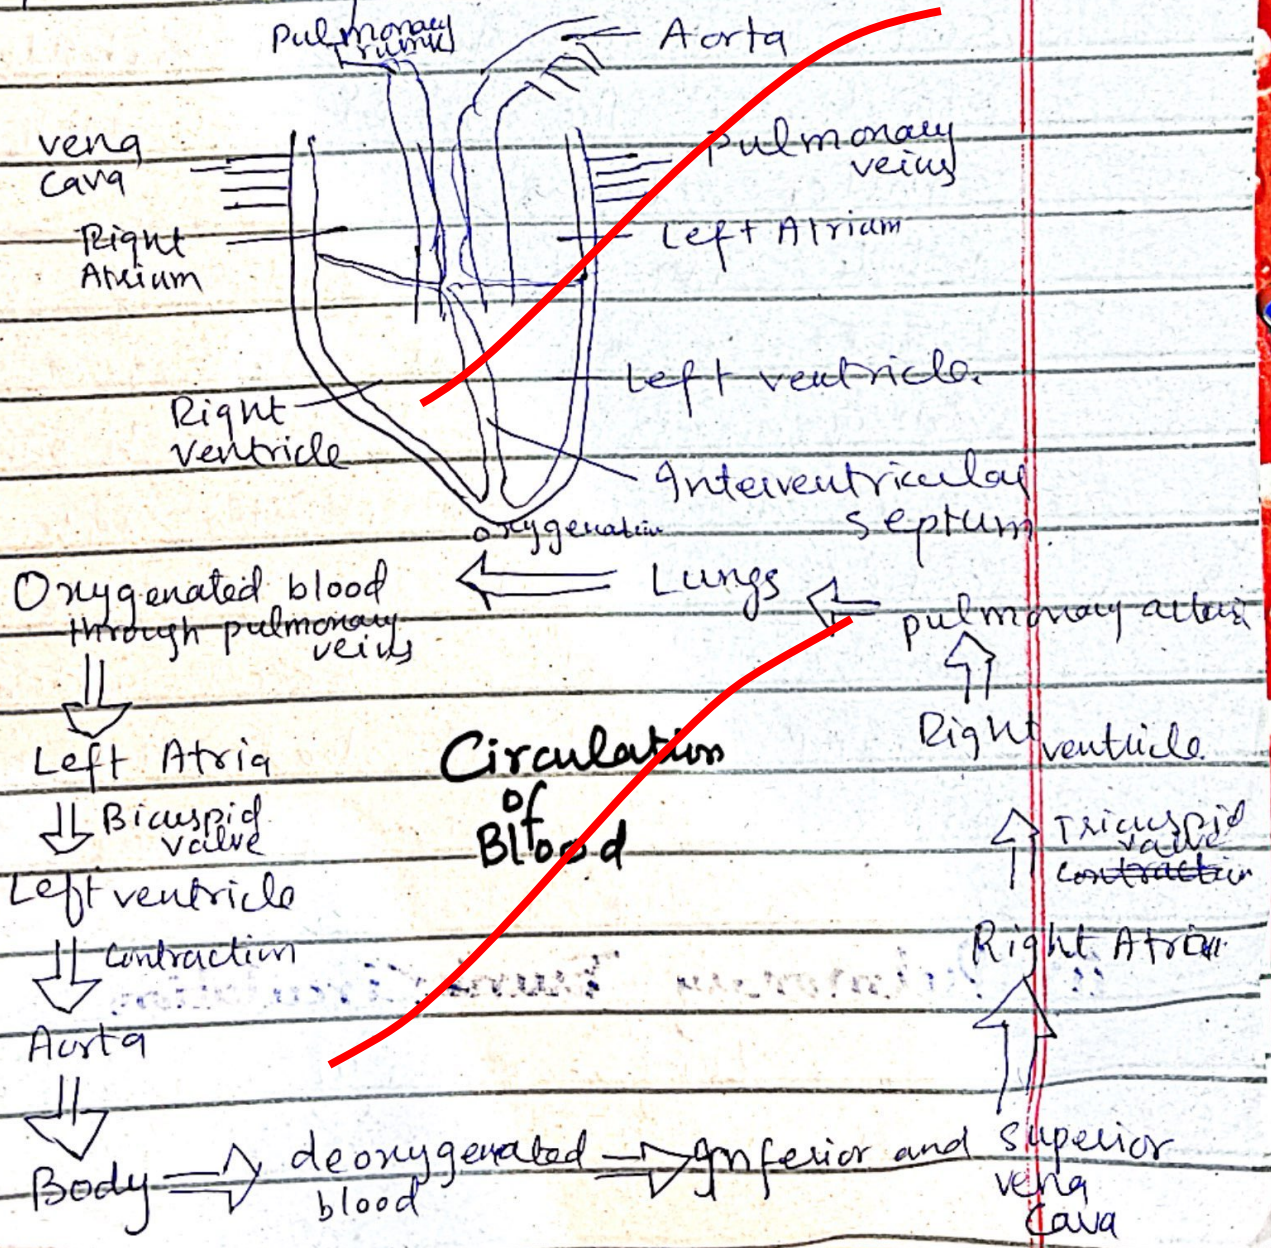 Pulmonary
Trunk
Aorta
vena
cava
Pulmonary
veins
Right
Atrium
Left Atrium
Left ventricle.
Right
ventricle
Interventricular
septum.
oxygenation
Oxygenated blood
through pulmonary
veins
Lungs
pulmonary
Right ventricle.
Left Atria
Circulation
of
Blood
Bicuspid
valve
Tricuspid
valve
contraction
Left ventricle
Contraction
Right Atria
Aorta
Body
deoxygenated
blood
Inferior and Superior
vena
Cava